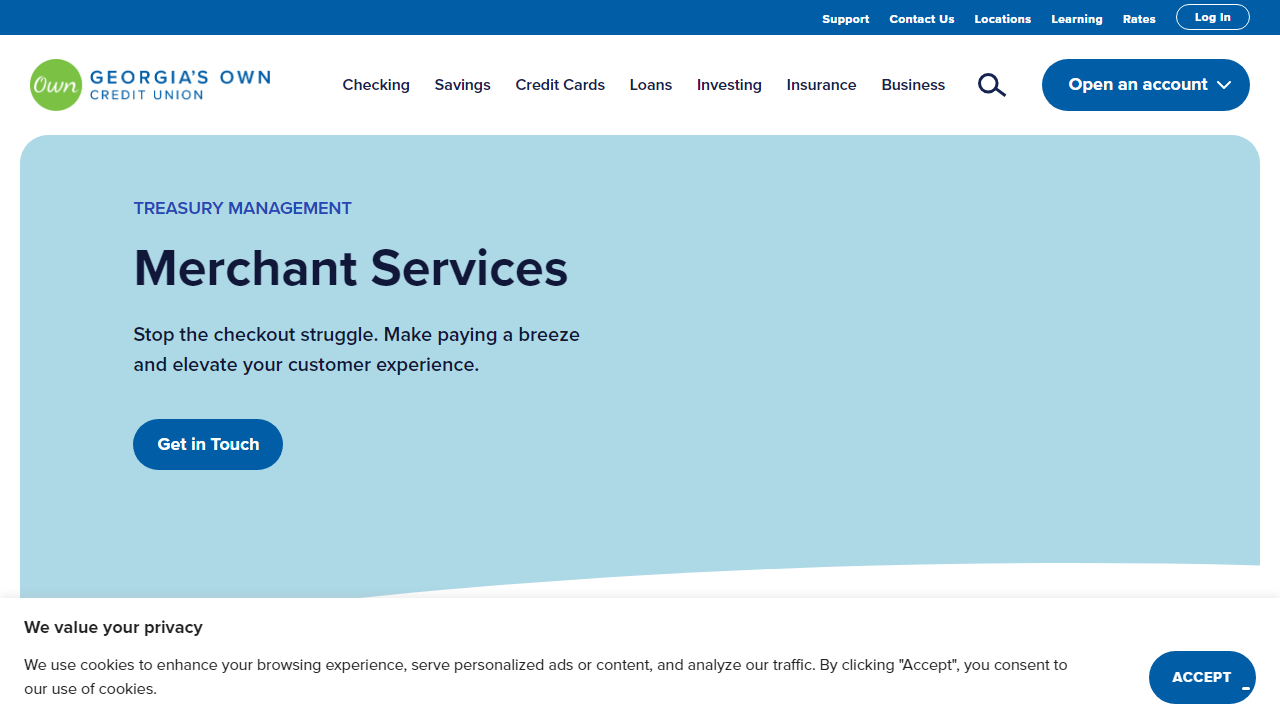 Support Contact Us Locations Learning Rates Log In
Own GEORGIA'S OWN
CREDIT UNION
Checking Savings Credit Cards Loans Investing Insurance Business Open an account
TREASURY MANAGEMENT
Merchant Services
Stop the checkout struggle. Make paying a breeze
and elevate your customer experience.
Get in Touch
We value your privacy
We use cookies to enhance your browsing experience, serve personalized ads or content, and analyze our traffic. By clicking "Accept", you consent to
our use of cookies.
ACCEPT